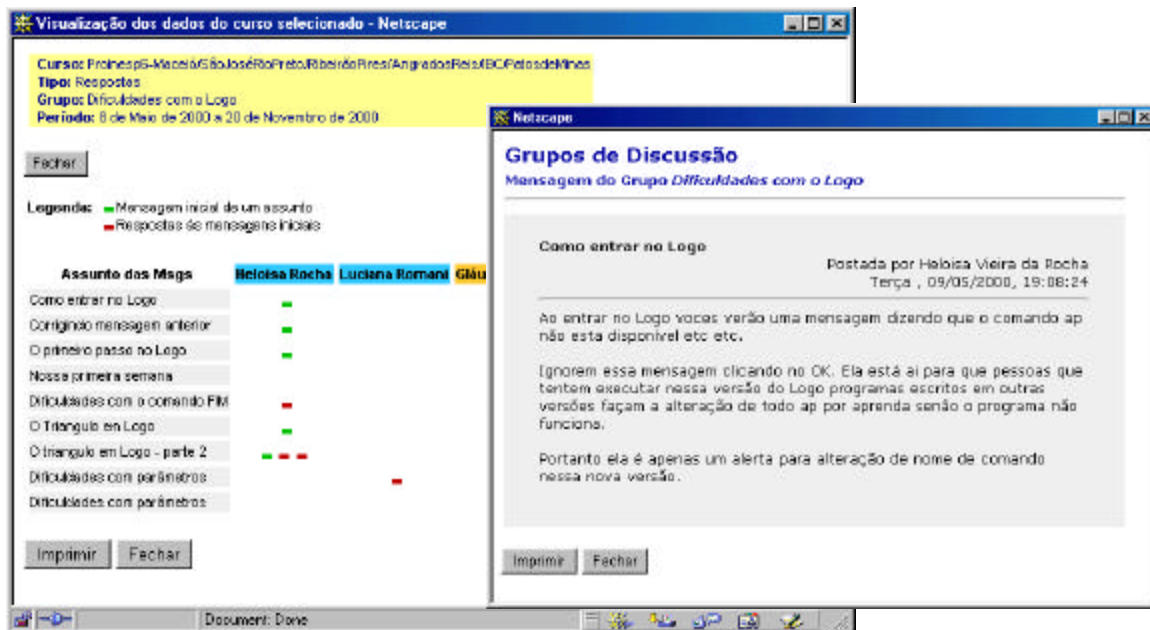 Visualização dos dados do curso selecionado - Netscape
Curso: Proinesp6-Maceió/SãoJoséRioPreto/RibeirãoPires/AngradosReis/IBC/PatosdeMinas
Tipo: Respostas
Grupo: Dificuldades com o Logo
Período: 8 de Maio de 2000 a 20 de Novembro de 2000
Fechar
Legenda: Mensagem inicial de um assunto
Respostas às mensagens iniciais
Assunto das Msgs Heloisa Rocha Luciana Romani Gláu
Como entrar no Logo
Corrigindo mensagem anterior
O primeiro passo no Logo
Nossa primeira semana
Dificuldades com o comando FIM
O Triangulo em Logo
O triangulo em Logo - parte 2
Dificuldades com parâmetros
Dificuldades com parâmetros
Imprimir Fechar
Document: Done
Netscape
Grupos de Discussão
Mensagem do Grupo Dificuldades com o Logo
Como entrar no Logo
Postada por Heloisa Vieira da Rocha
Terça , 09/05/2000, 19:08:24
Ao entrar no Logo voces verão uma mensagem dizendo que o comando ap
não esta disponível etc etc.
Ignorem essa mensagem clicando no OK. Ela está ai para que pessoas que
tentem executar nessa versão do Logo programas escritos em outras
versões façam a alteração de todo ap por aprenda senão o programa não
funciona.
Portanto ela é apenas um alerta para alteração de nome de comando
nessa nova versão.
Imprimir Fechar